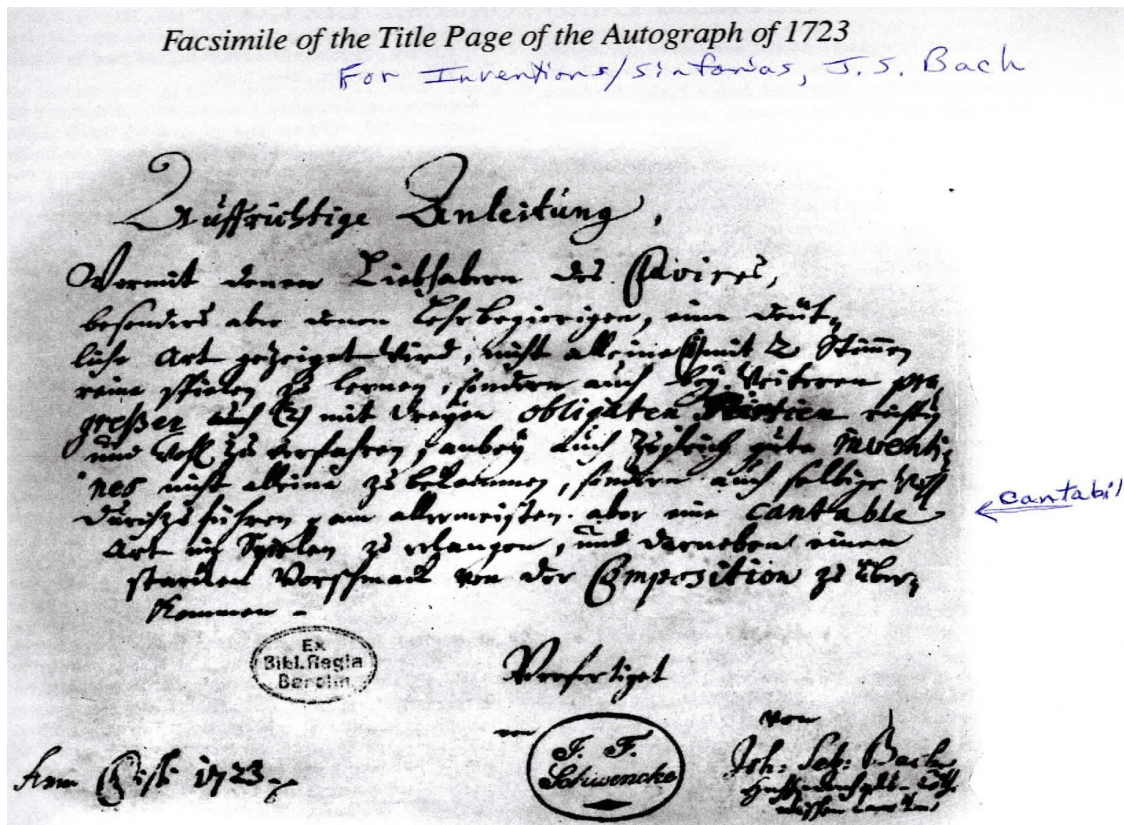 Facsimile of the Title Page of the Autograph of 1723
For Inventions/Sinfonias, J.S. Bach
Auffrichtige Anleitung,
Wormit denen Liebhabern des Clavires,
besonders aber denen Lehrbegierigen, eine deüt-
liche Art gezeiget wird, nicht alleine (1) mit 2 Stimen
reine spielen zu lernen, sondern auch bey weiteren pro-
greßen auch (2) mit dreyen obligaten Partien richtig
und wohl zu verfahren, anbey auch zugleich gute inventio-
nes nicht alleine zu bekommen, sondern auch selbige wohl
durchzuführen, am allermeisten aber eine cantable
cantabil
Art im Spielen zu erlangen, und darneben einen
starcken Vorschmack von der Composition zu über-
kommen.
Ex
Bibl. Regia
Berolin.
Verfertiget
von
J. F.
Schwencke
von
Joh: Seb: Bach
Anno Christi 1723.